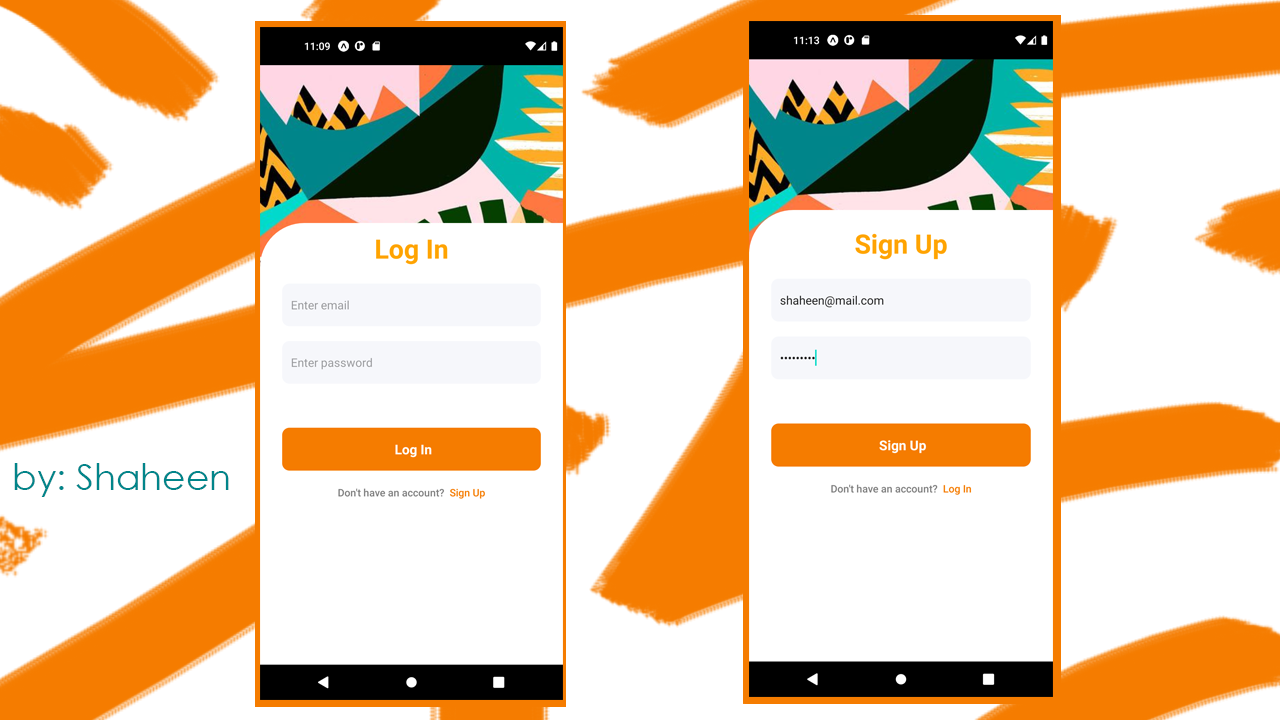 11:09
Log In
Enter email
Enter password
Log In
Don't have an account? Sign Up
by: Shaheen
11:13
Sign Up
shaheen@mail.com
•••••••••
Sign Up
Don't have an account? Log In